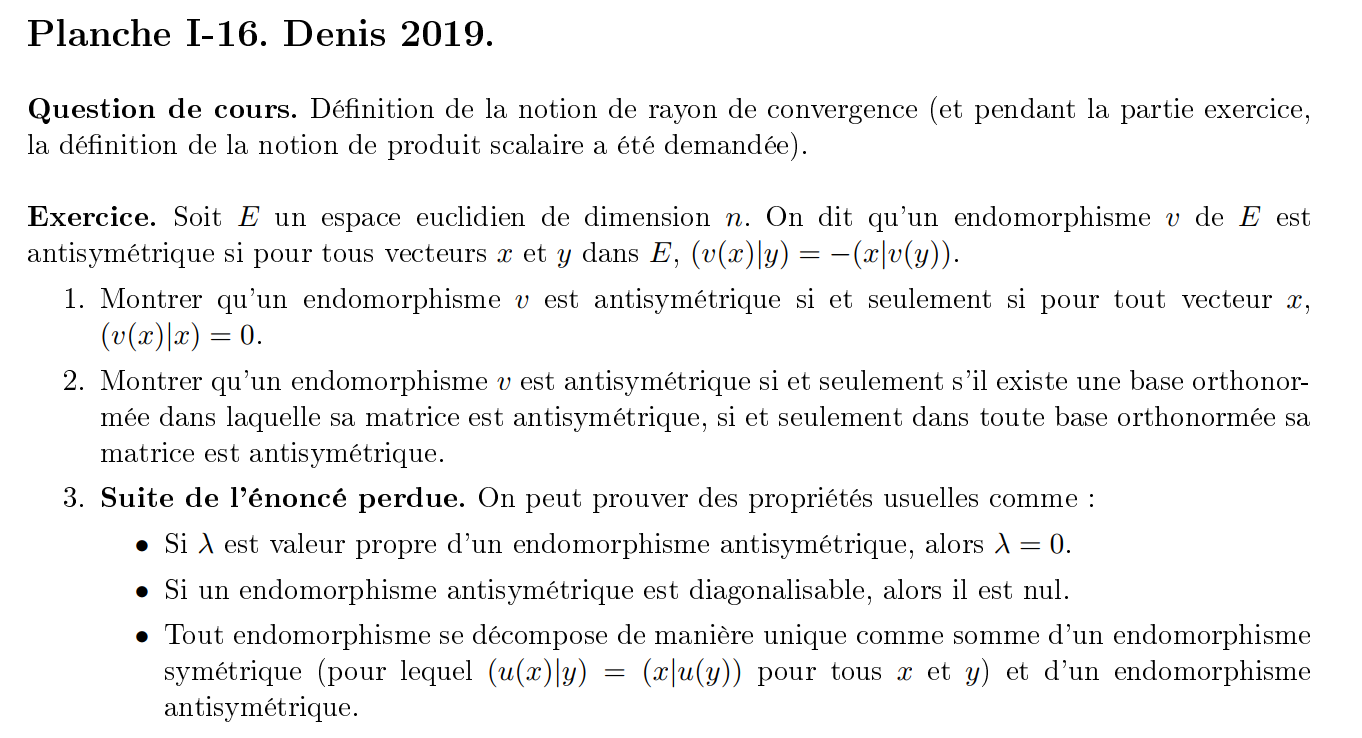 Planche I-16. Denis 2019.
Question de cours. Définition de la notion de rayon de convergence (et pendant la partie exercice,
la définition de la notion de produit scalaire a été demandée).
Exercice. Soit E un espace euclidien de dimension n. On dit qu'un endomorphisme v de E est
antisymétrique si pour tous vecteurs x et y dans E, (v(x)|y) = −(x|v(y)).
1. Montrer qu'un endomorphisme v est antisymétrique si et seulement si pour tout vecteur x,
(v(x)|x) = 0.
2. Montrer qu'un endomorphisme v est antisymétrique si et seulement s'il existe une base orthonor-
mée dans laquelle sa matrice est antisymétrique, si et seulement dans toute base orthonormée sa
matrice est antisymétrique.
3. Suite de l'énoncé perdue. On peut prouver des propriétés usuelles comme :
• Si λ est valeur propre d'un endomorphisme antisymétrique, alors λ = 0.
• Si un endomorphisme antisymétrique est diagonalisable, alors il est nul.
• Tout endomorphisme se décompose de manière unique comme somme d'un endomorphisme
symétrique (pour lequel (u(x)|y) = (x|u(y)) pour tous x et y) et d'un endomorphisme
antisymétrique.